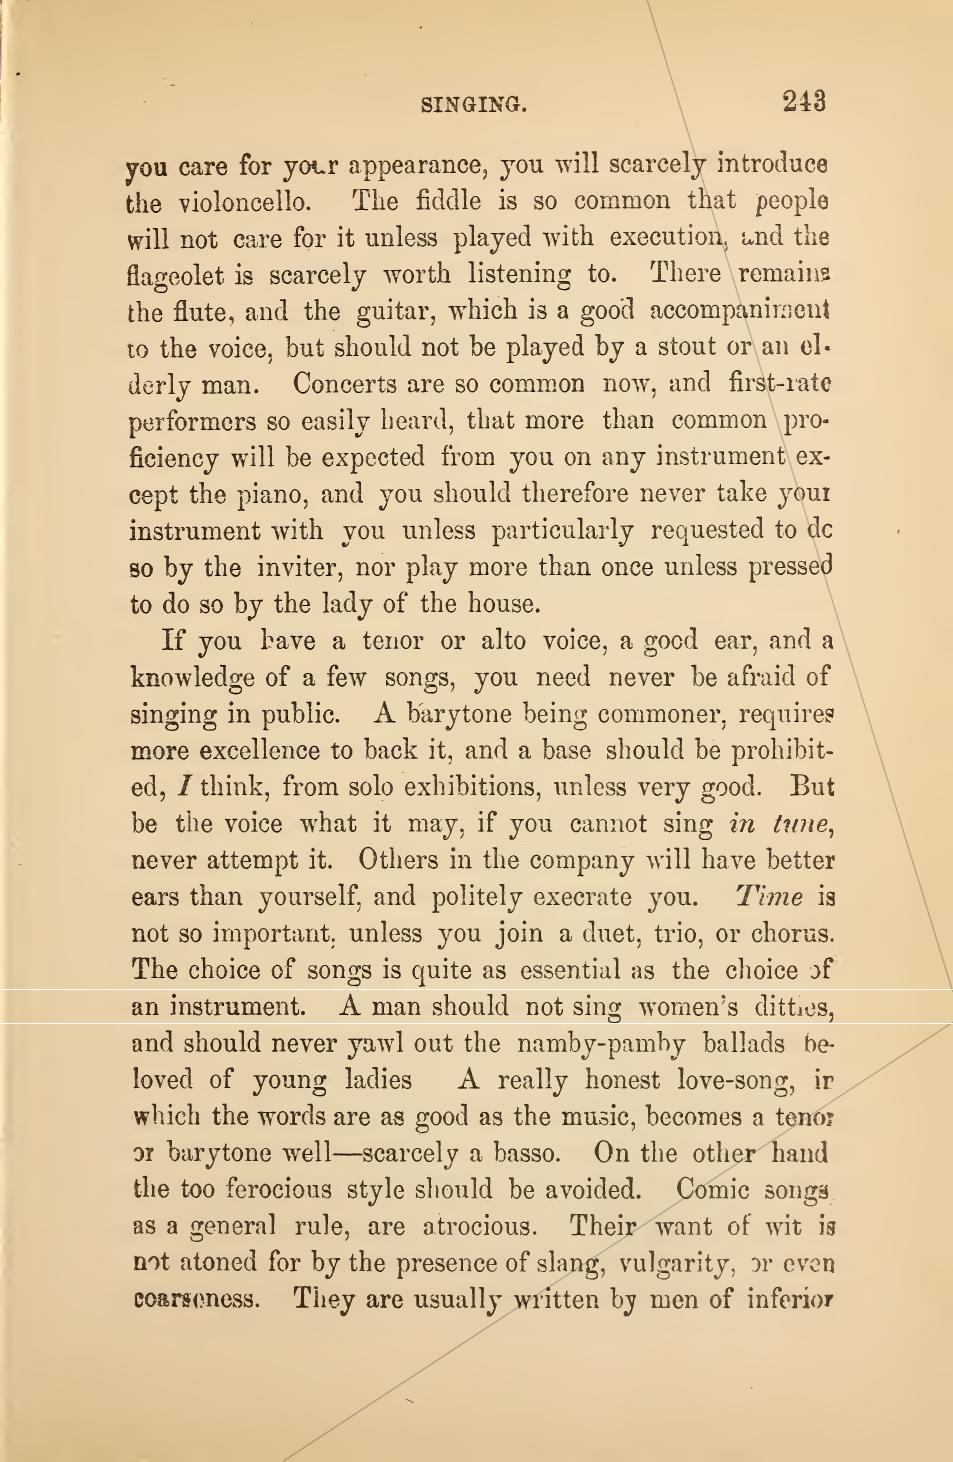 SINGING. 243
you care for your appearance, you will scarcely introduce
the violoncello. The fiddle is so common that people
will not care for it unless played with execution, and the
flageolet is scarcely worth listening to. There remains
the flute, and the guitar, which is a good accompaniment
to the voice, but should not be played by a stout or an el-
derly man. Concerts are so common now, and first-rate
performers so easily heard, that more than common pro-
ficiency will be expected from you on any instrument ex-
cept the piano, and you should therefore never take your
instrument with you unless particularly requested to do
so by the inviter, nor play more than once unless pressed
to do so by the lady of the house.
If you have a tenor or alto voice, a good ear, and a
knowledge of a few songs, you need never be afraid of
singing in public. A barytone being commoner, requires
more excellence to back it, and a base should be prohibit-
ed, I think, from solo exhibitions, unless very good. But
be the voice what it may, if you cannot sing in tune,
never attempt it. Others in the company will have better
ears than yourself, and politely execrate you. Time is
not so important, unless you join a duet, trio, or chorus.
The choice of songs is quite as essential as the choice of
an instrument. A man should not sing women's ditties,
and should never yawl out the namby-pamby ballads be-
loved of young ladies A really honest love-song, in
which the words are as good as the music, becomes a tenor
or barytone well—scarcely a basso. On the other hand
the too ferocious style should be avoided. Comic songs
as a general rule, are atrocious. Their want of wit is
not atoned for by the presence of slang, vulgarity, or even
coarseness. They are usually written by men of inferior